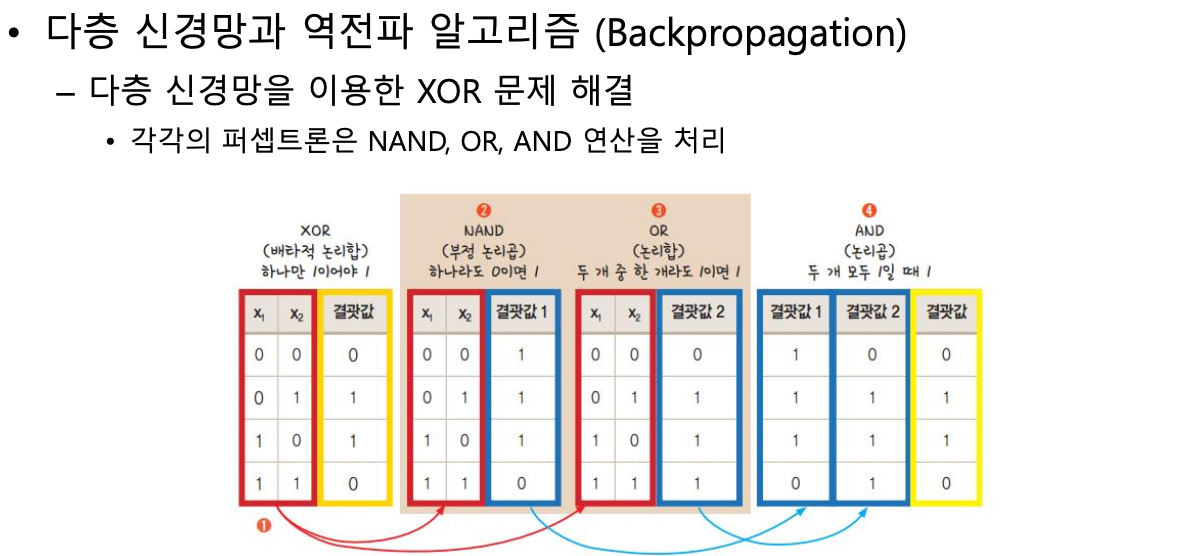 • 다층 신경망과 역전파 알고리즘 (Backpropagation)
– 다층 신경망을 이용한 XOR 문제 해결
• 각각의 퍼셉트론은 NAND, OR, AND 연산을 처리
❷ ❸ ❹
XOR NAND OR AND
(배타적 논리합) (부정 논리곱) (논리합) (논리곱)
하나만 1이어야 1 하나라도 0이면 1 두 개 중 한 개라도 1이면 1 두 개 모두 1일 때 1
x₁ x₂ 결괏값 x₁ x₂ 결괏값 1 x₁ x₂ 결괏값 2 결괏값 1 결괏값 2 결괏값
0 0 0 0 0 1 0 0 0 1 0 0
0 1 1 0 1 1 0 1 1 1 1 1
1 0 1 1 0 1 1 0 1 1 1 1
1 1 0 1 1 0 1 1 1 0 1 0
❶